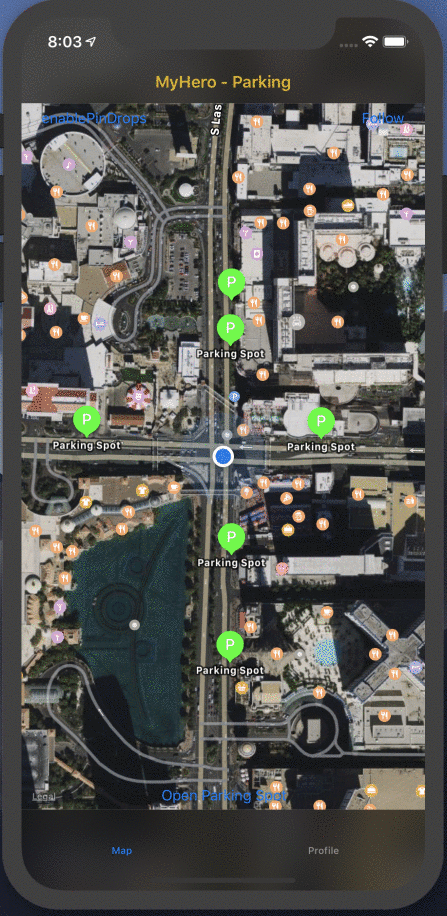 8:03
MyHero - Parking
enablePinDrops
Follow
S Las
P
P
Parking Spot
P
Parking Spot
P
Parking Spot
P
Parking Spot
P
Parking Spot
Legal
Open Parking Spot
Map
Profile